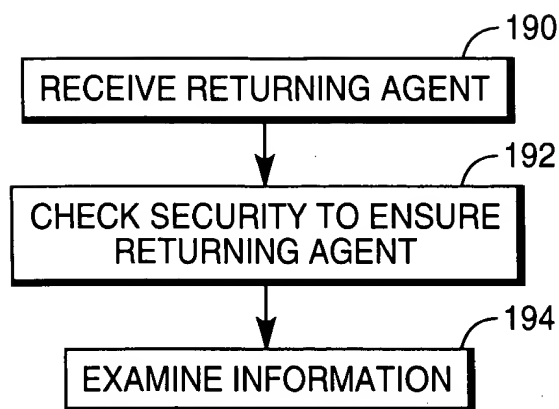 190
RECEIVE RETURNING AGENT
192
CHECK SECURITY TO ENSURE
RETURNING AGENT
194
EXAMINE INFORMATION